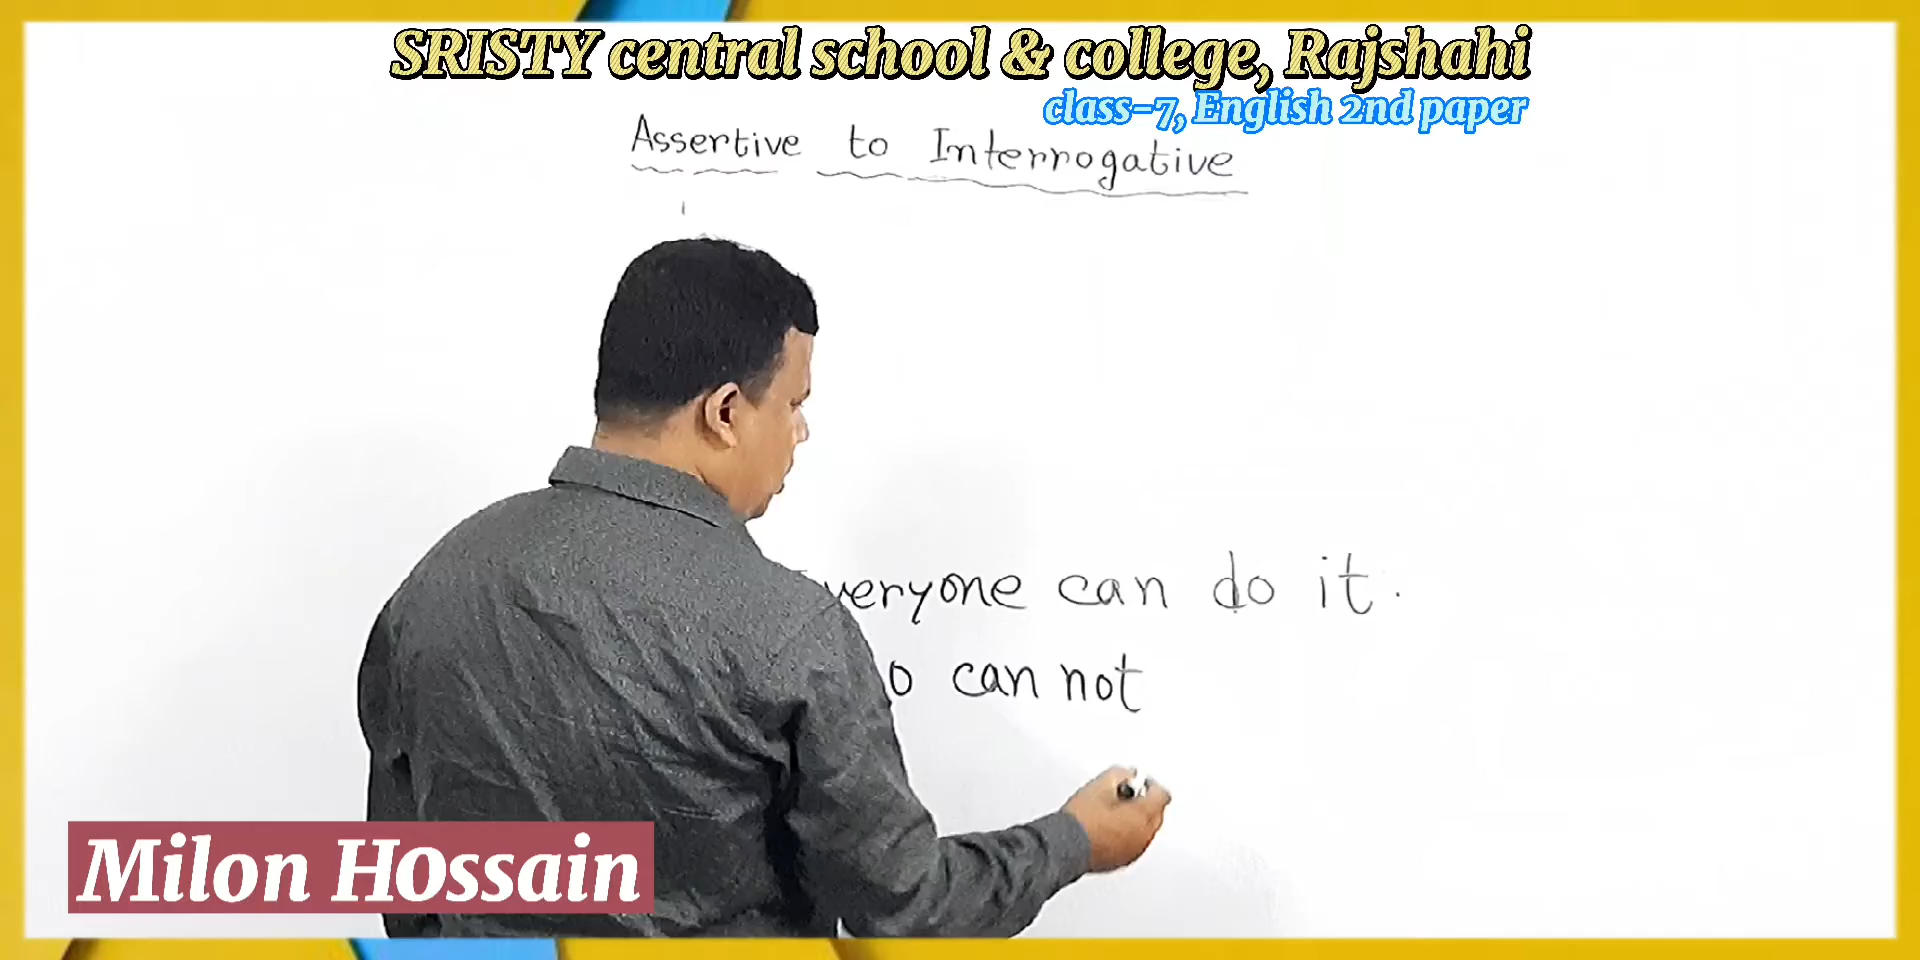 SRISTY central school & college, Rajshahi
class-7, English 2nd paper
Assertive to Interrogative
veryone can do it.
o can not
Milon Hossain